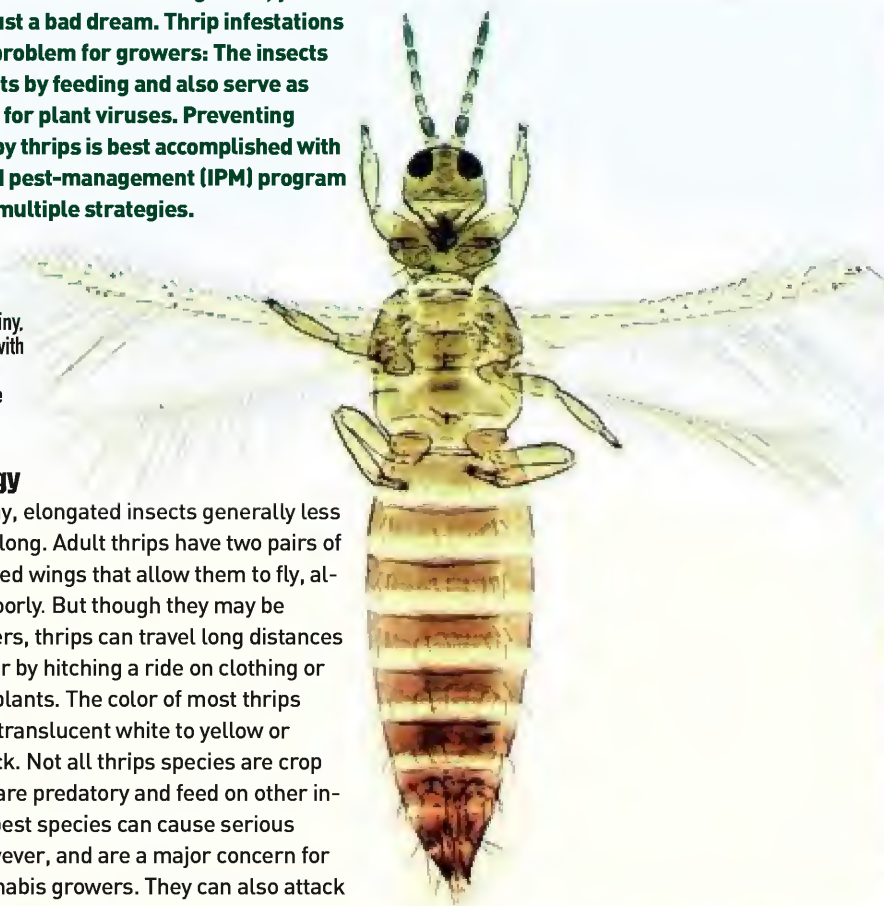 ust a bad dream. Thrip infestations
problem for growers: The insects
ts by feeding and also serve as
for plant viruses. Preventing
by thrips is best accomplished with
pest-management (IPM) program
multiple strategies.
iny,
with
e
gy
y, elongated insects generally less
long. Adult thrips have two pairs of
ed wings that allow them to fly, al-
oorly. But though they may be
ers, thrips can travel long distances
r by hitching a ride on clothing or
plants. The color of most thrips
translucent white to yellow or
ck. Not all thrips species are crop
are predatory and feed on other in-
pest species can cause serious
vever, and are a major concern for
nabis growers. They can also attack